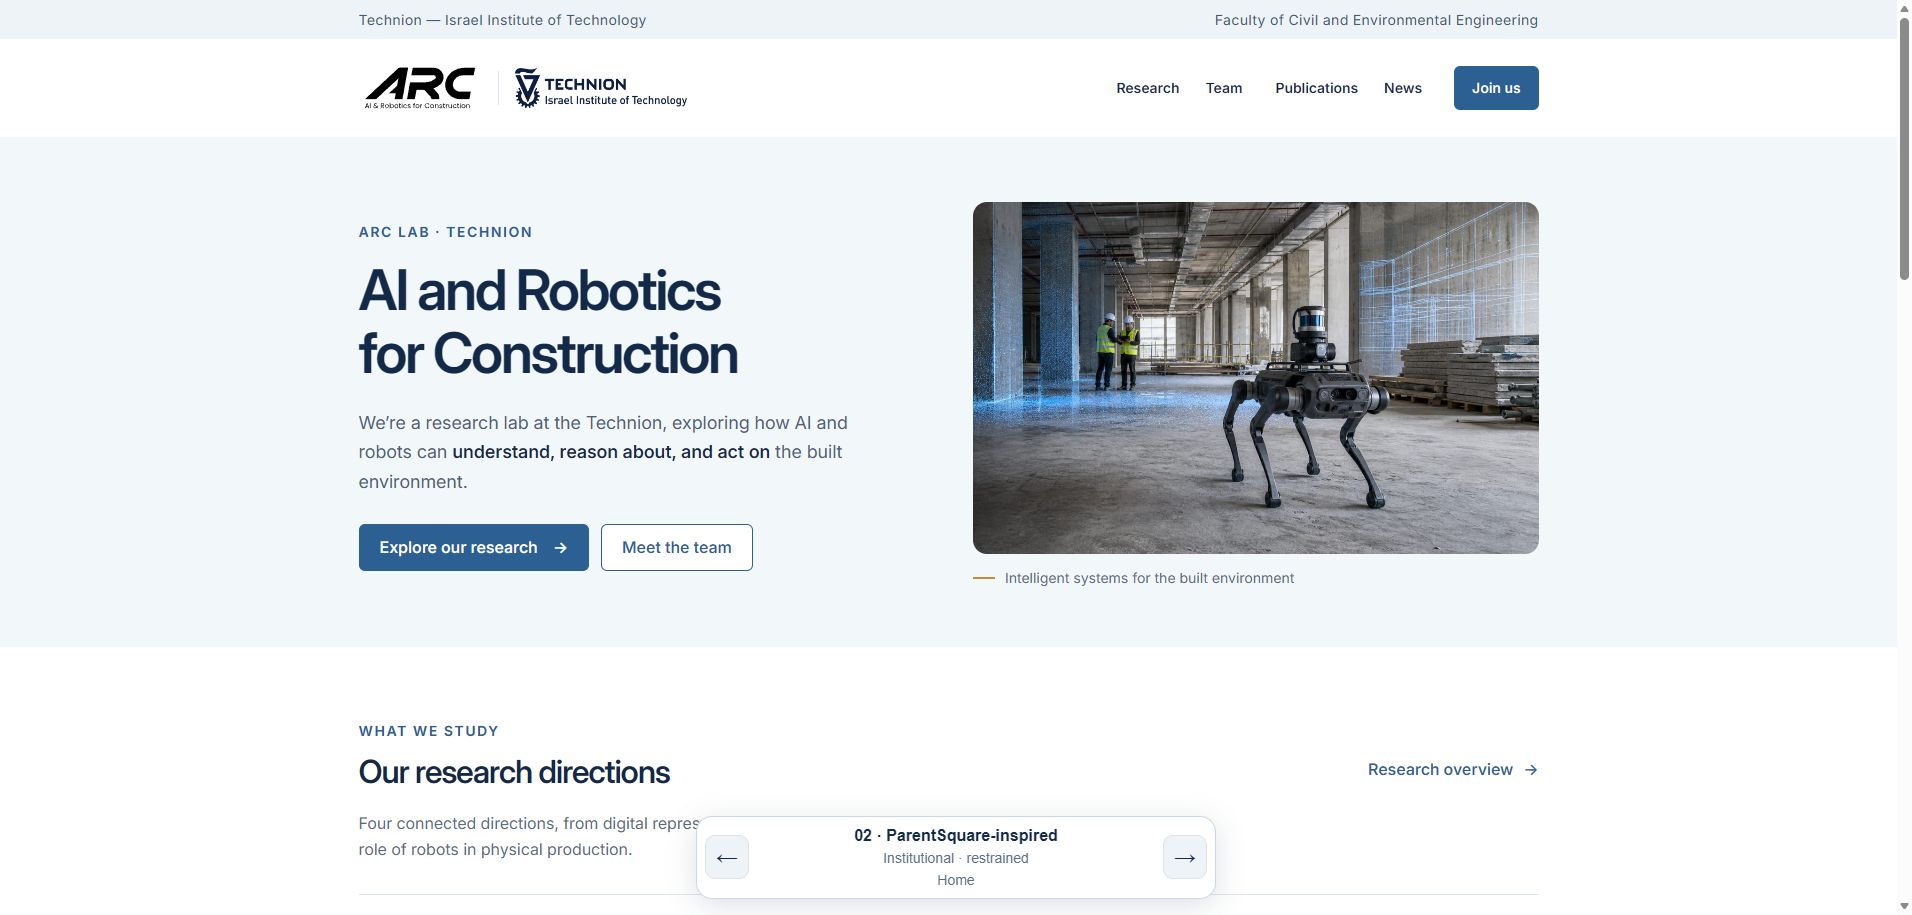 Technion — Israel Institute of Technology
Faculty of Civil and Environmental Engineering
ARC
AI & Robotics for Construction
TECHNION
Israel Institute of Technology
Research
Team
Publications
News
Join us
ARC LAB · TECHNION
AI and Robotics
for Construction
We’re a research lab at the Technion, exploring how AI and
robots can understand, reason about, and act on the built
environment.
Explore our research →
Meet the team
Intelligent systems for the built environment
WHAT WE STUDY
Our research directions
Research overview →
Four connected directions, from digital repres
role of robots in physical production.
←
02 · ParentSquare-inspired
Institutional · restrained
Home
→